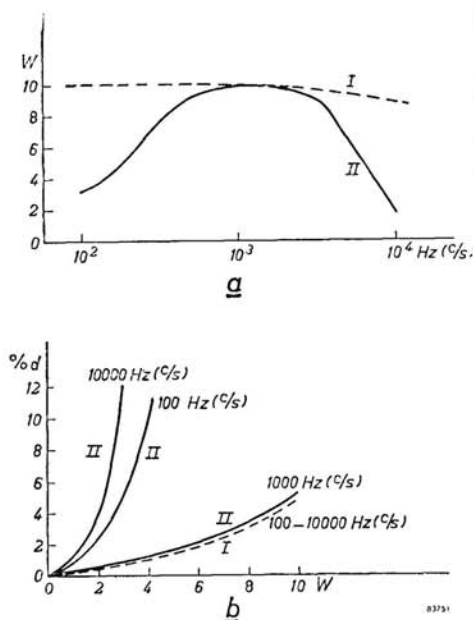 W
10
8
6
4
2
0
I
II
10² 10³ 10⁴ Hz (c/s.
a
% d
12
10
8
6
4
2
0
10000 Hz (c/s)
100 Hz (c/s)
II II
1000 Hz (c/s)
II
100–10000 Hz (c/s)
I
0 2 4 6 8 10 W
b
83751